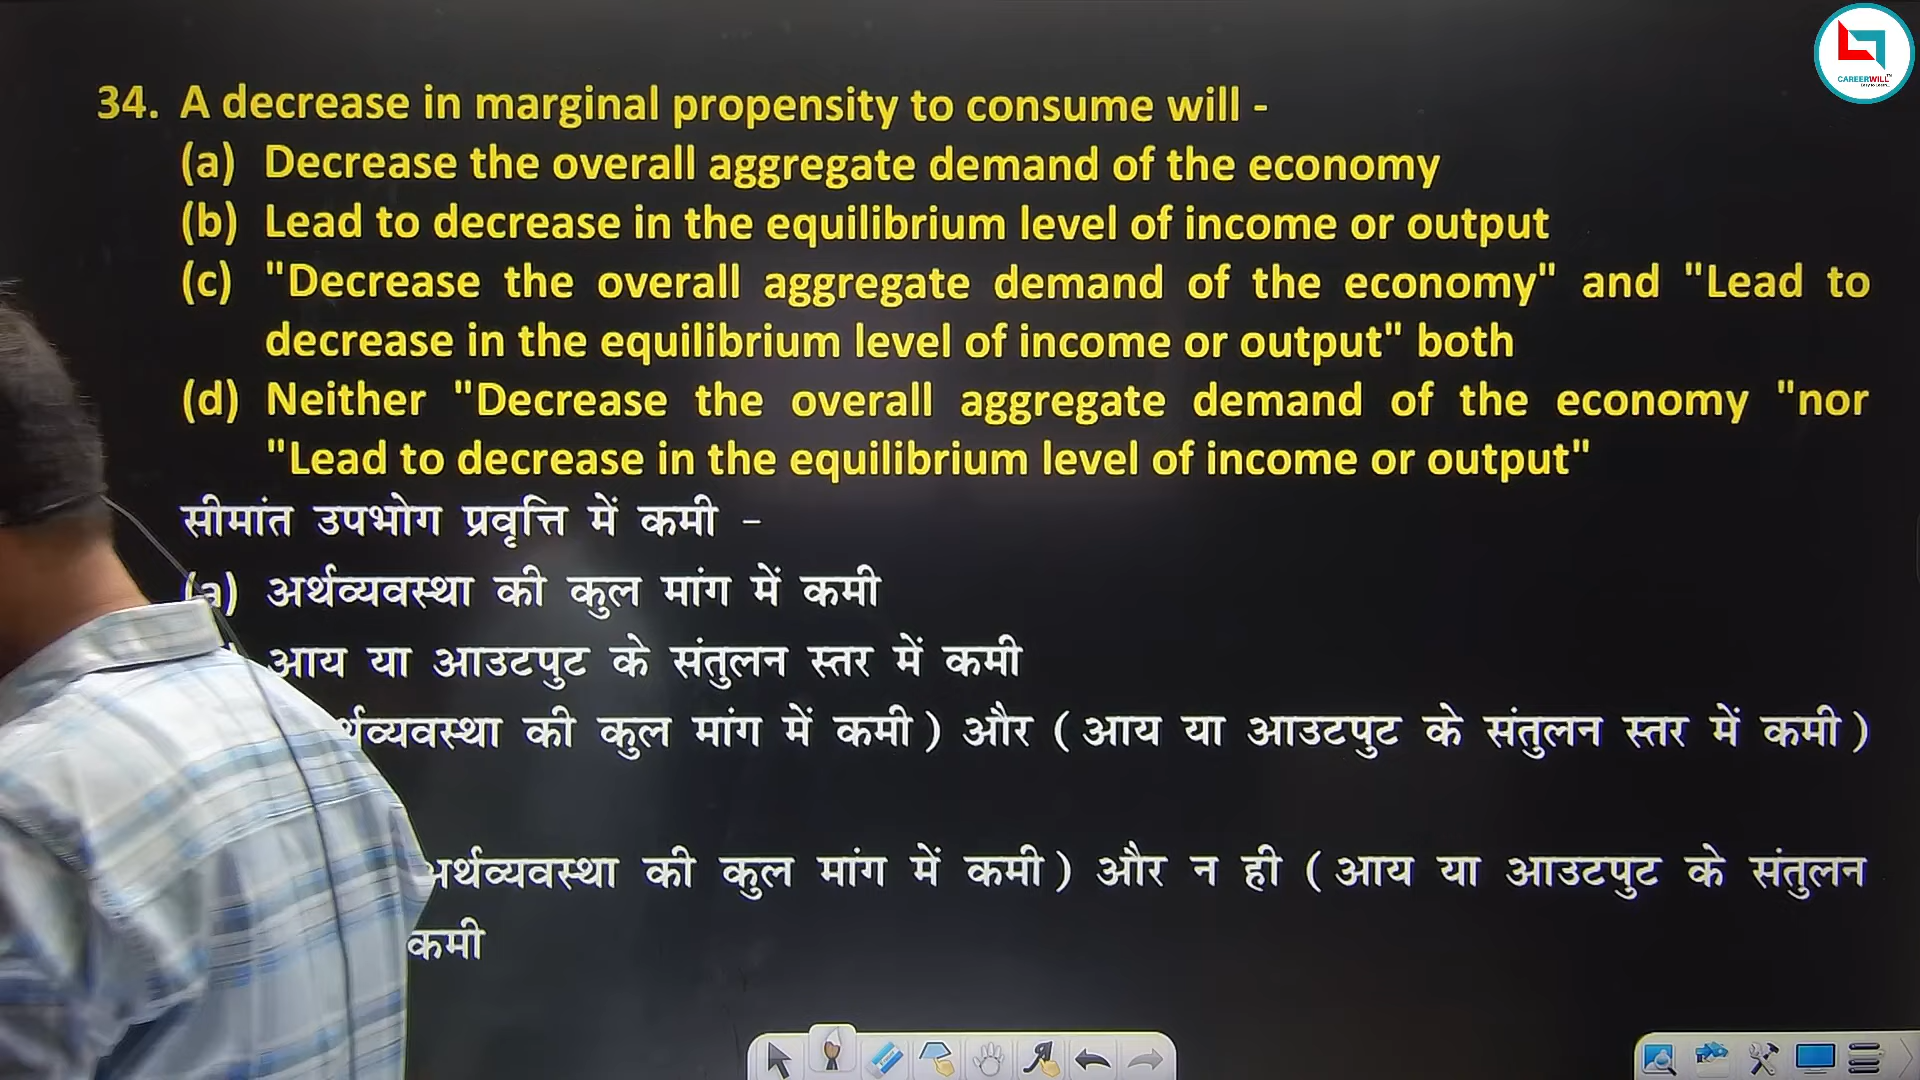 CAREERWILL
34. A decrease in marginal propensity to consume will -
(a) Decrease the overall aggregate demand of the economy
(b) Lead to decrease in the equilibrium level of income or output
(c) "Decrease the overall aggregate demand of the economy" and "Lead to
decrease in the equilibrium level of income or output" both
(d) Neither "Decrease the overall aggregate demand of the economy "nor
"Lead to decrease in the equilibrium level of income or output"
सीमांत उपभोग प्रवृत्ति में कमी -
(a) अर्थव्यवस्था की कुल मांग में कमी
आय या आउटपुट के संतुलन स्तर में कमी
की कुल मांग में कमी ) और ( आय या आउटपुट के संतुलन स्तर में कमी )
अर्थव्यवस्था की कुल मांग में कमी ) और न ही ( आय या आउटपुट के संतुलन
कमी